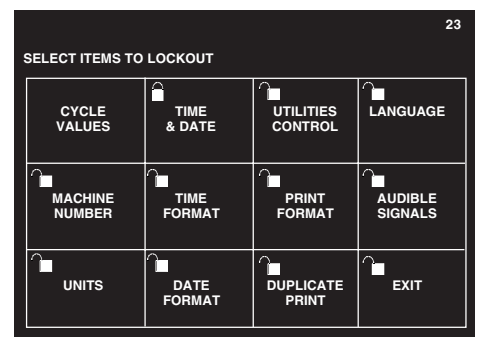 23
SELECT ITEMS TO LOCKOUT
CYCLE
VALUES
TIME
& DATE
UTILITIES
CONTROL
LANGUAGE
MACHINE
NUMBER
TIME
FORMAT
PRINT
FORMAT
AUDIBLE
SIGNALS
UNITS
DATE
FORMAT
DUPLICATE
PRINT
EXIT